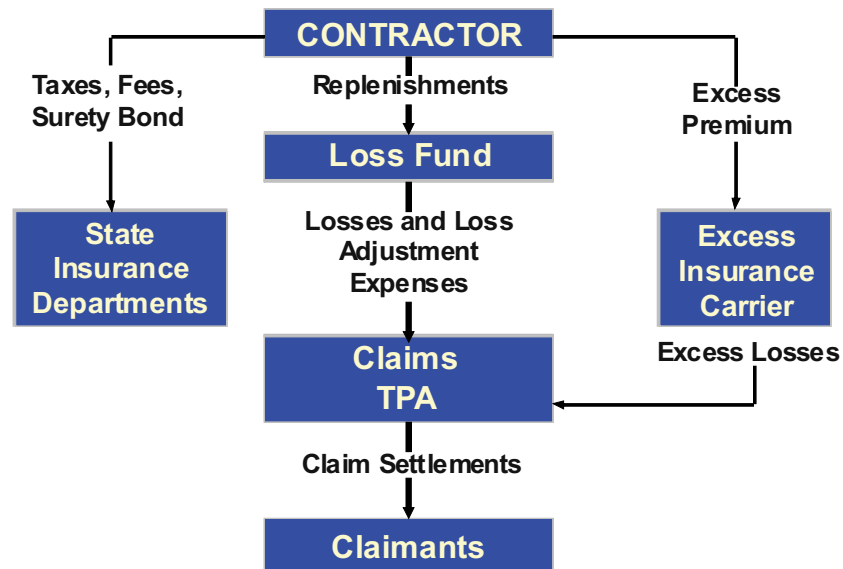 CONTRACTOR
Taxes, Fees,
Surety Bond
Replenishments
Excess
Premium
Loss Fund
State
Insurance
Departments
Losses and Loss
Adjustment
Expenses
Excess
Insurance
Carrier
Excess Losses
Claims
TPA
Claim Settlements
Claimants